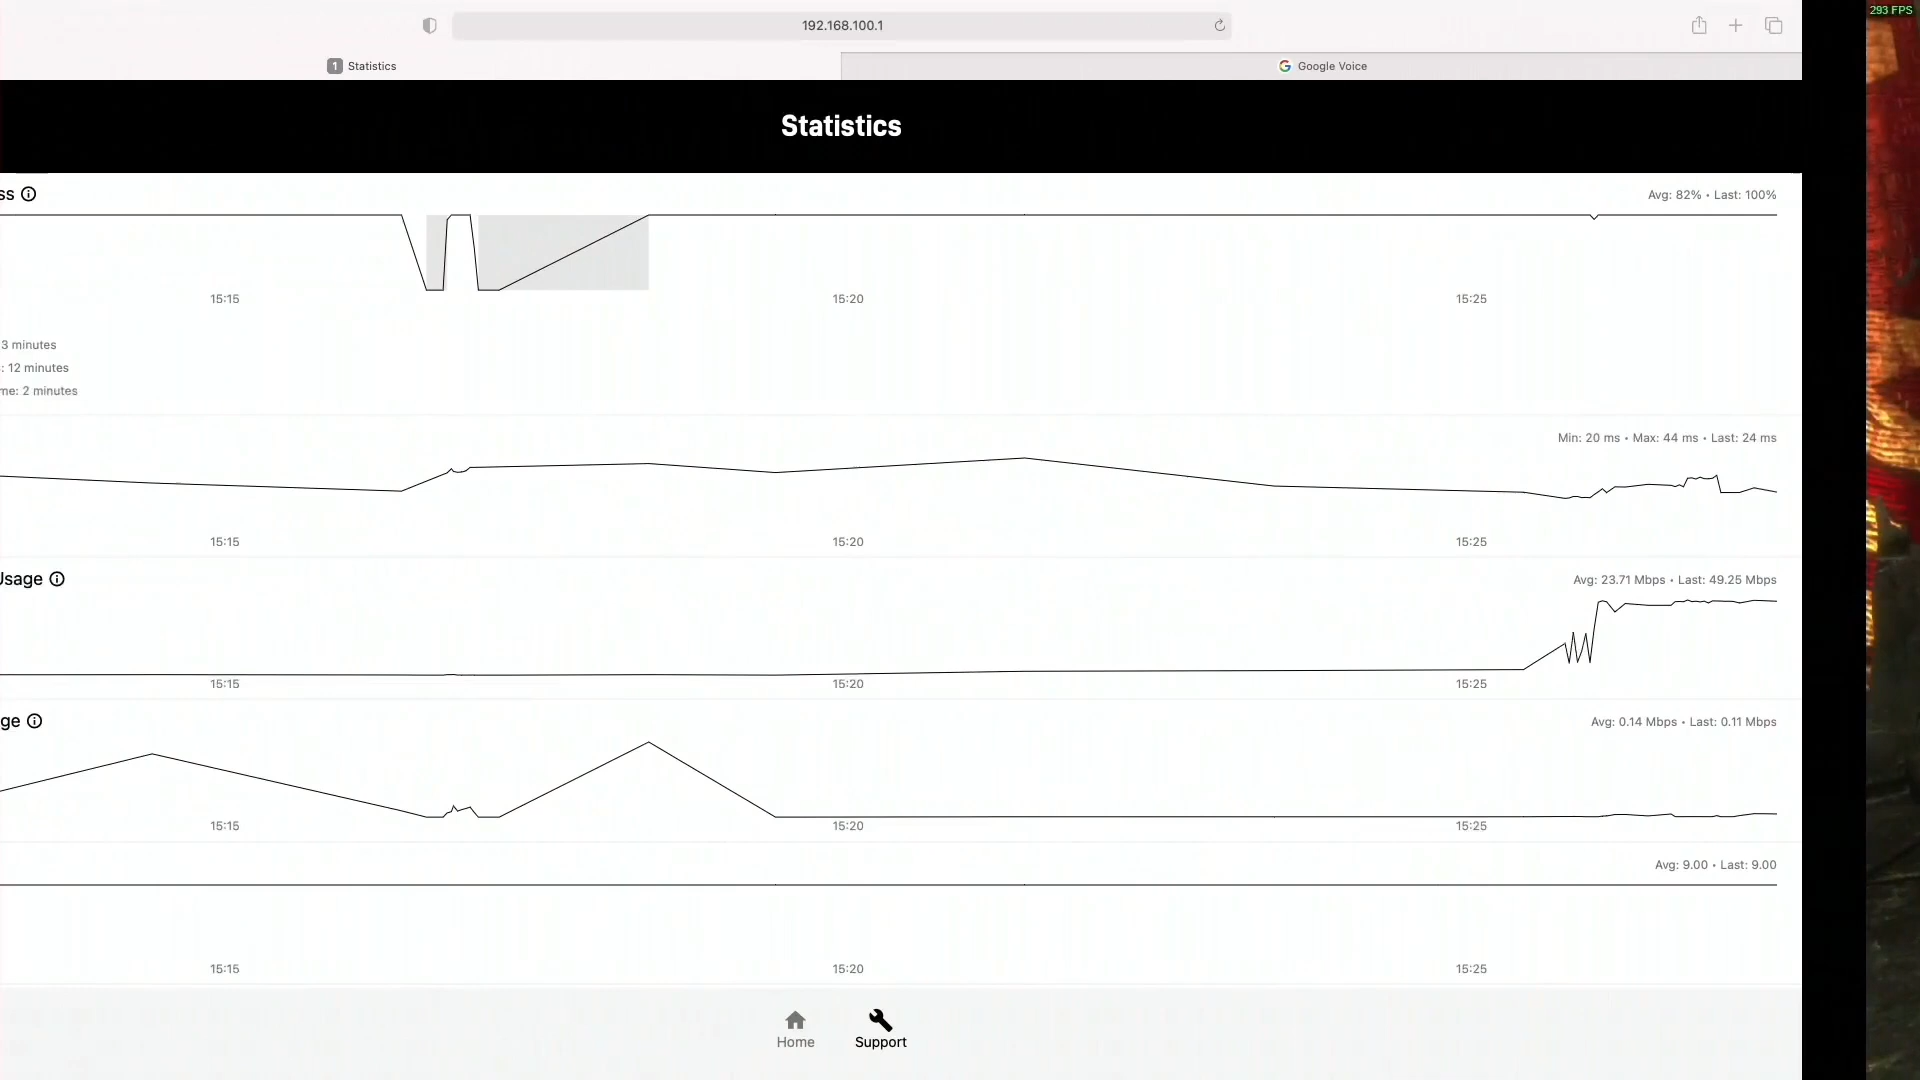 293 FPS
192.168.100.1
1 Statistics
Google Voice
Statistics
ss
Avg: 82% • Last: 100%
15:15 15:20 15:25
3 minutes
: 12 minutes
me: 2 minutes
Min: 20 ms • Max: 44 ms • Last: 24 ms
15:15 15:20 15:25
Usage
Avg: 23.71 Mbps • Last: 49.25 Mbps
15:15 15:20 15:25
ge
Avg: 0.14 Mbps • Last: 0.11 Mbps
15:15 15:20 15:25
Avg: 9.00 • Last: 9.00
15:15 15:20 15:25
Home
Support